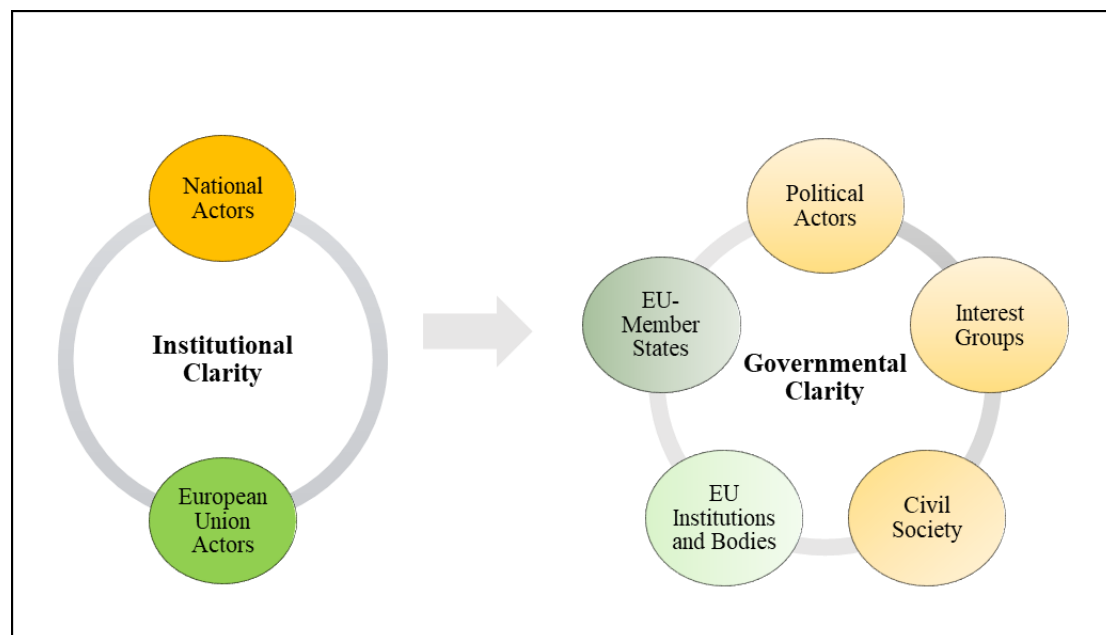 National
Actors
Institutional
Clarity
European
Union
Actors
Political
Actors
EU-
Member
States
Interest
Groups
Governmental
Clarity
EU
Institutions
and Bodies
Civil
Society